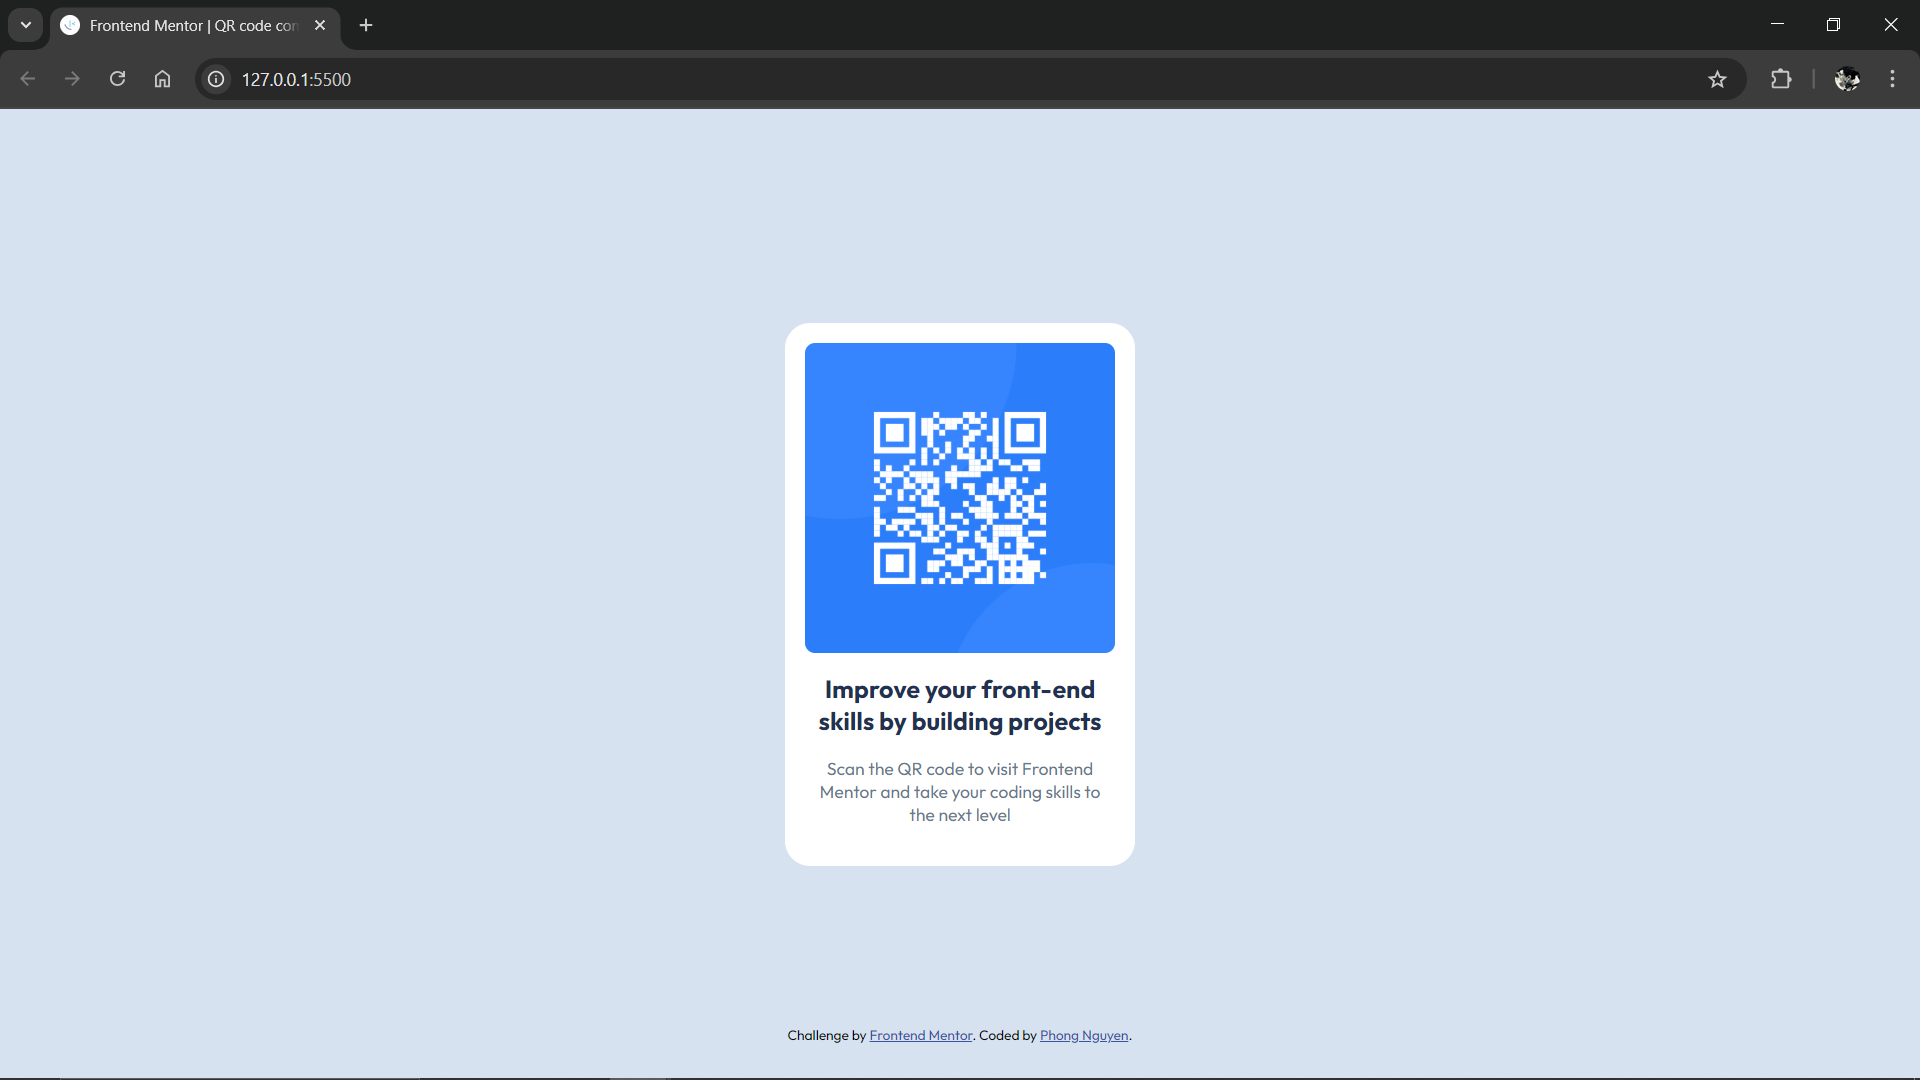 Frontend Mentor | QR code con
127.0.0.1:5500
Improve your front-end
skills by building projects
Scan the QR code to visit Frontend
Mentor and take your coding skills to
the next level
Challenge by Frontend Mentor. Coded by Phong Nguyen.